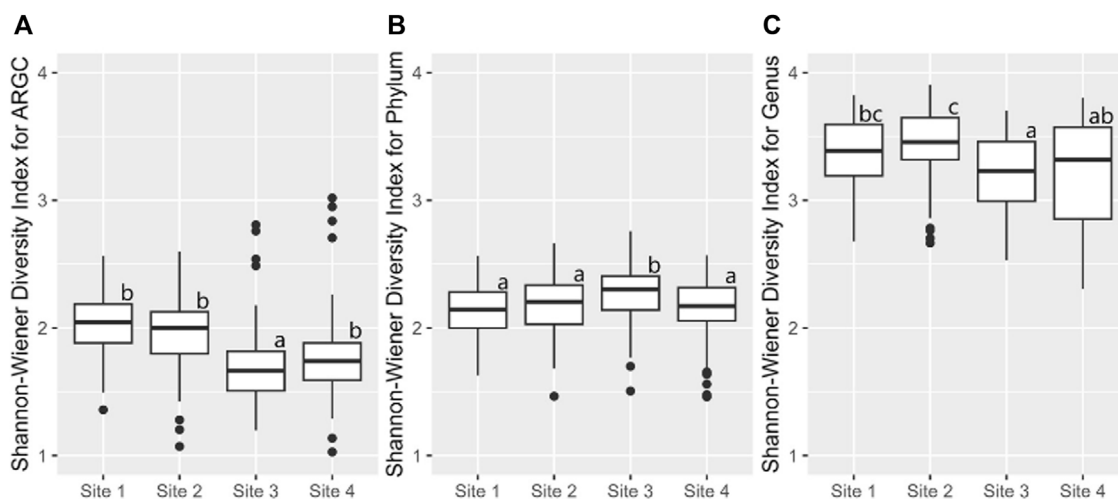 A
Shannon-Wiener Diversity Index for ARGC
4
3
2
1
b
b
a
b
Site 1 Site 2 Site 3 Site 4
B
Shannon-Wiener Diversity Index for Phylum
4
3
2
1
a
a
b
a
Site 1 Site 2 Site 3 Site 4
C
Shannon-Wiener Diversity Index for Genus
4
3
2
1
bc
c
a
ab
Site 1 Site 2 Site 3 Site 4